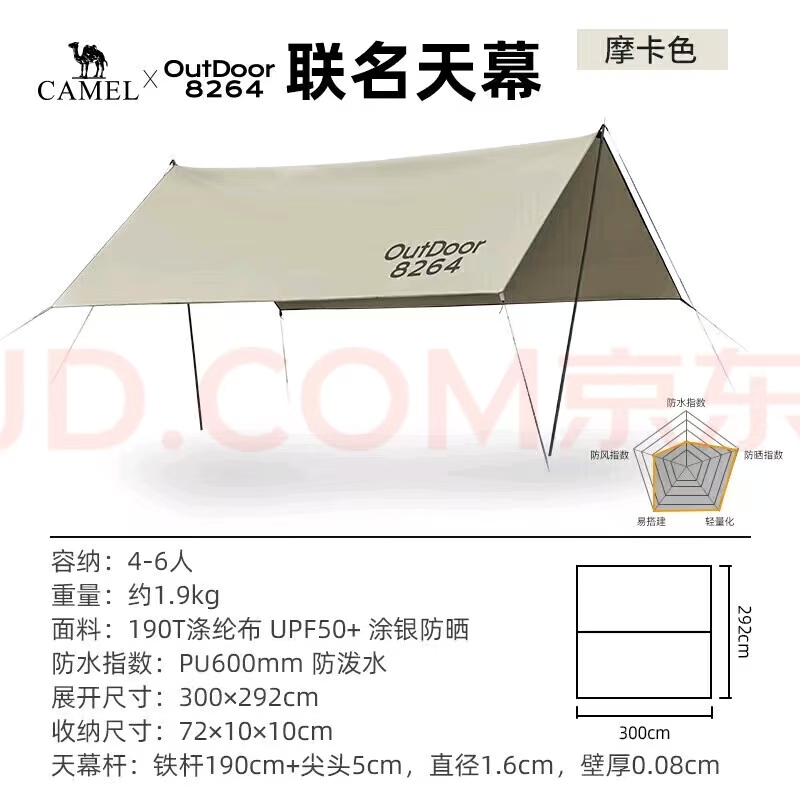 CAMEL × OutDoor 8264 联名天幕 摩卡色
OutDoor
8264
JD.COM京东
防水指数
防风指数 防晒指数
易搭建 轻量化
容纳：4-6人
重量：约1.9kg
面料：190T涤纶布 UPF50+ 涂银防晒
防水指数：PU600mm 防泼水
展开尺寸：300×292cm
收纳尺寸：72×10×10cm
天幕杆：铁杆190cm+尖头5cm，直径1.6cm，壁厚0.08cm
292cm
300cm